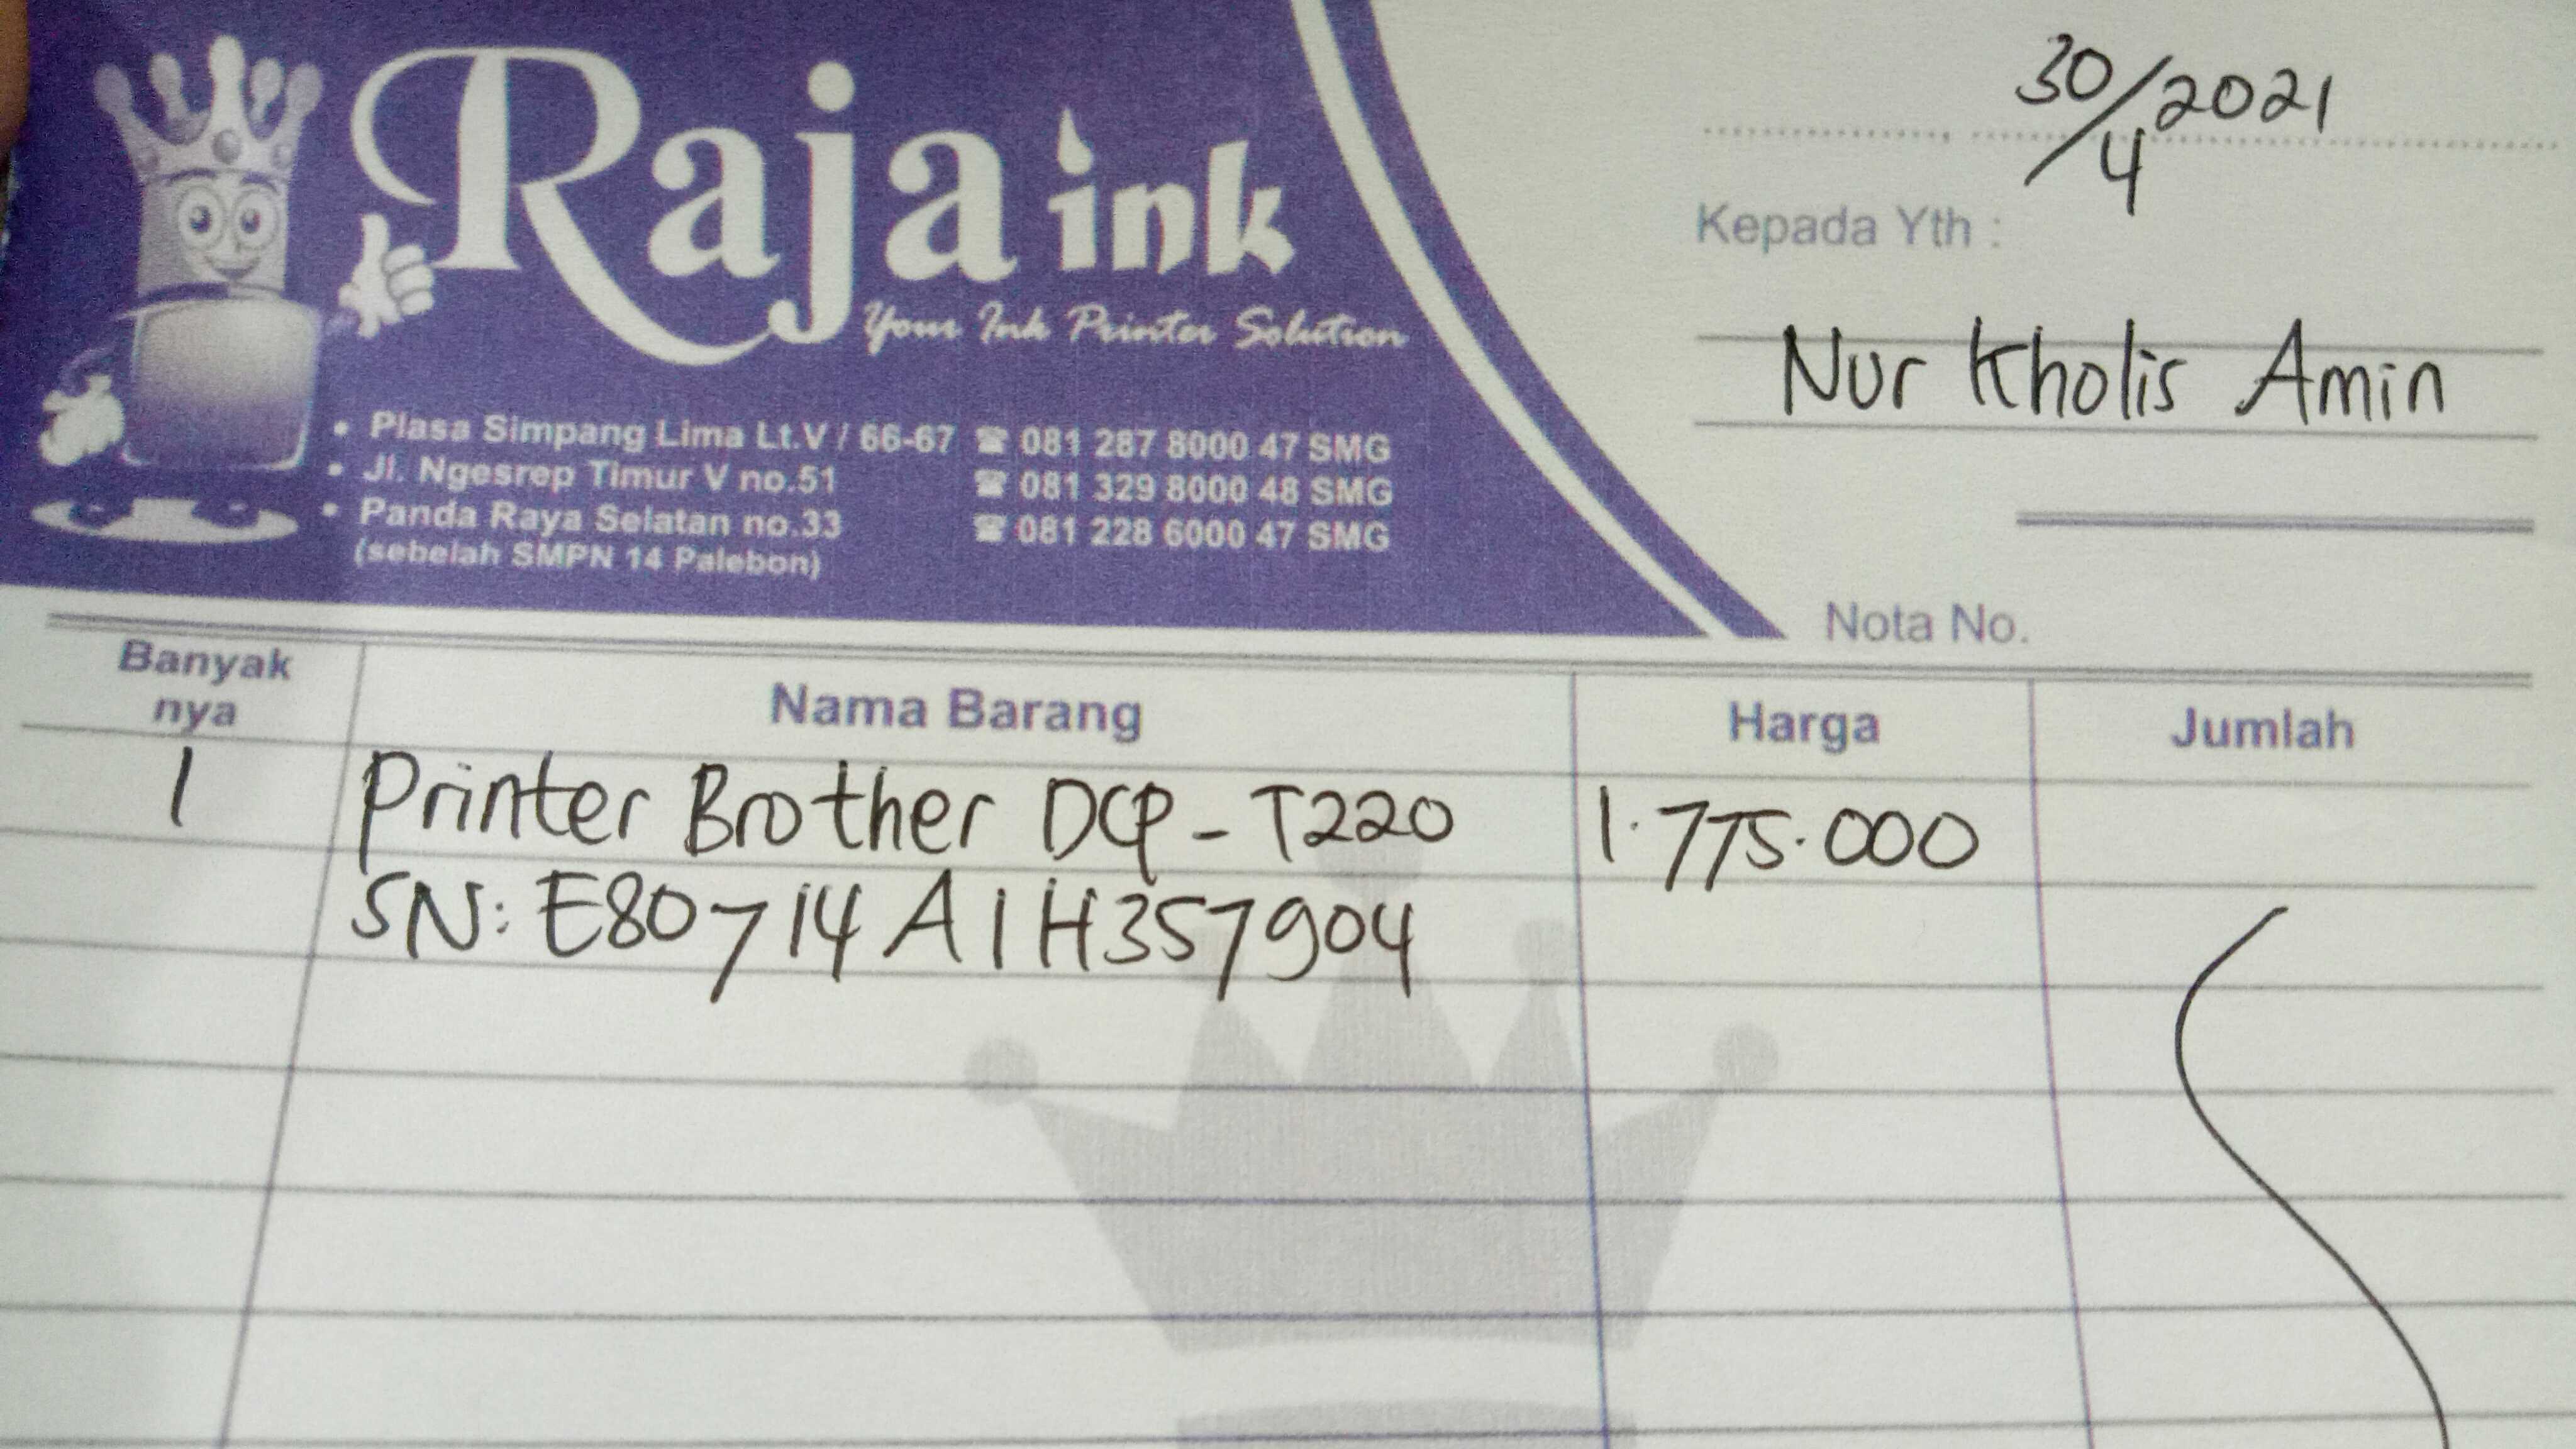 Raja ink
Your Ink Printer Solution
• Plasa Simpang Lima Lt.V / 66-67 ☎ 081 287 8000 47 SMG
• Jl. Ngesrep Timur V no.51 ☎ 081 329 8000 48 SMG
• Panda Raya Selatan no.33 ☎ 081 228 6000 47 SMG
(sebelah SMPN 14 Palebon)
30/4 2021
Kepada Yth :
Nur Kholis Amin
Nota No.
Banyak nya Nama Barang Harga Jumlah
1 Printer Brother DCP - T220 1.775.000
SN: E80714A1H357904